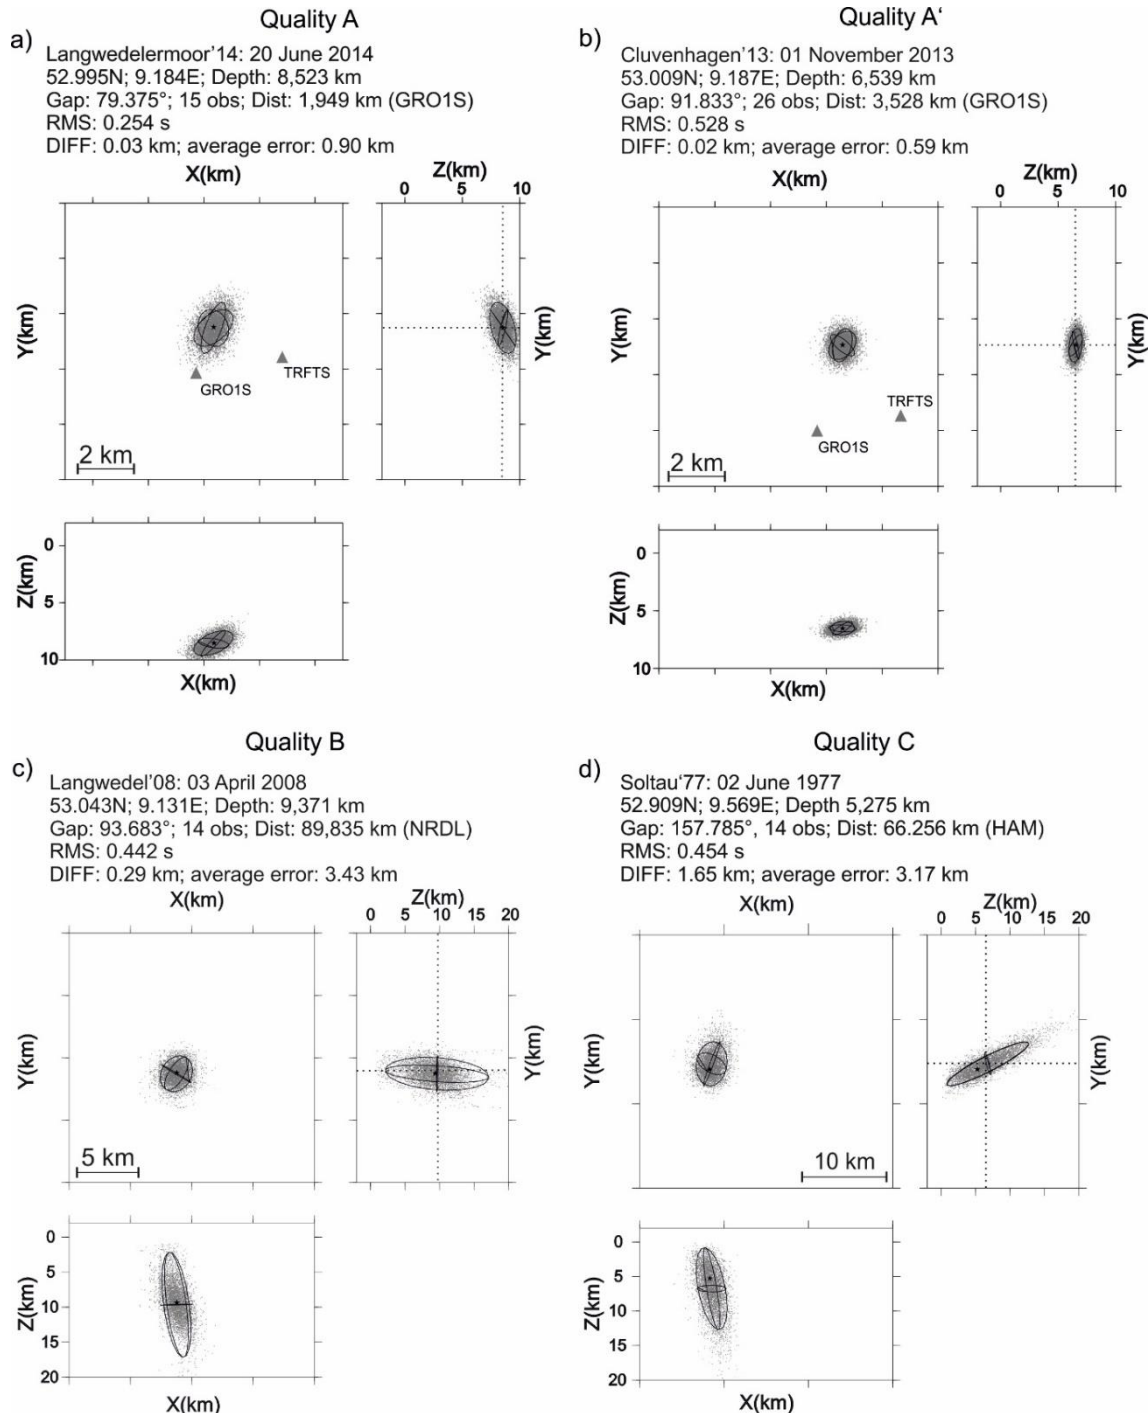 Quality A
a)
Langwedelermoor'14: 20 June 2014
52.995N; 9.184E; Depth: 8,523 km
Gap: 79.375°; 15 obs; Dist: 1,949 km (GRO1S)
RMS: 0.254 s
DIFF: 0.03 km; average error: 0.90 km
X(km)
Z(km)
0 5 10
Y(km)
Y(km)
TRFTS
GRO1S
2 km
Z(km)
0
5
10
X(km)
Quality A‘
b)
Cluvenhagen'13: 01 November 2013
53.009N; 9.187E; Depth: 6,539 km
Gap: 91.833°; 26 obs; Dist: 3,528 km (GRO1S)
RMS: 0.528 s
DIFF: 0.02 km; average error: 0.59 km
X(km)
Z(km)
0 5 10
Y(km)
Y(km)
TRFTS
GRO1S
2 km
Z(km)
0
5
10
X(km)
Quality B
c)
Langwedel'08: 03 April 2008
53.043N; 9.131E; Depth: 9,371 km
Gap: 93.683°; 14 obs; Dist: 89,835 km (NRDL)
RMS: 0.442 s
DIFF: 0.29 km; average error: 3.43 km
X(km)
Z(km)
0 5 10 15 20
Y(km)
Y(km)
5 km
Z(km)
0
5
10
15
20
X(km)
Quality C
d)
Soltau‘77: 02 June 1977
52.909N; 9.569E; Depth 5,275 km
Gap: 157.785°, 14 obs; Dist: 66.256 km (HAM)
RMS: 0.454 s
DIFF: 1.65 km; average error: 3.17 km
X(km)
Z(km)
0 5 10 15 20
Y(km)
Y(km)
10 km
Z(km)
0
5
10
15
20
X(km)